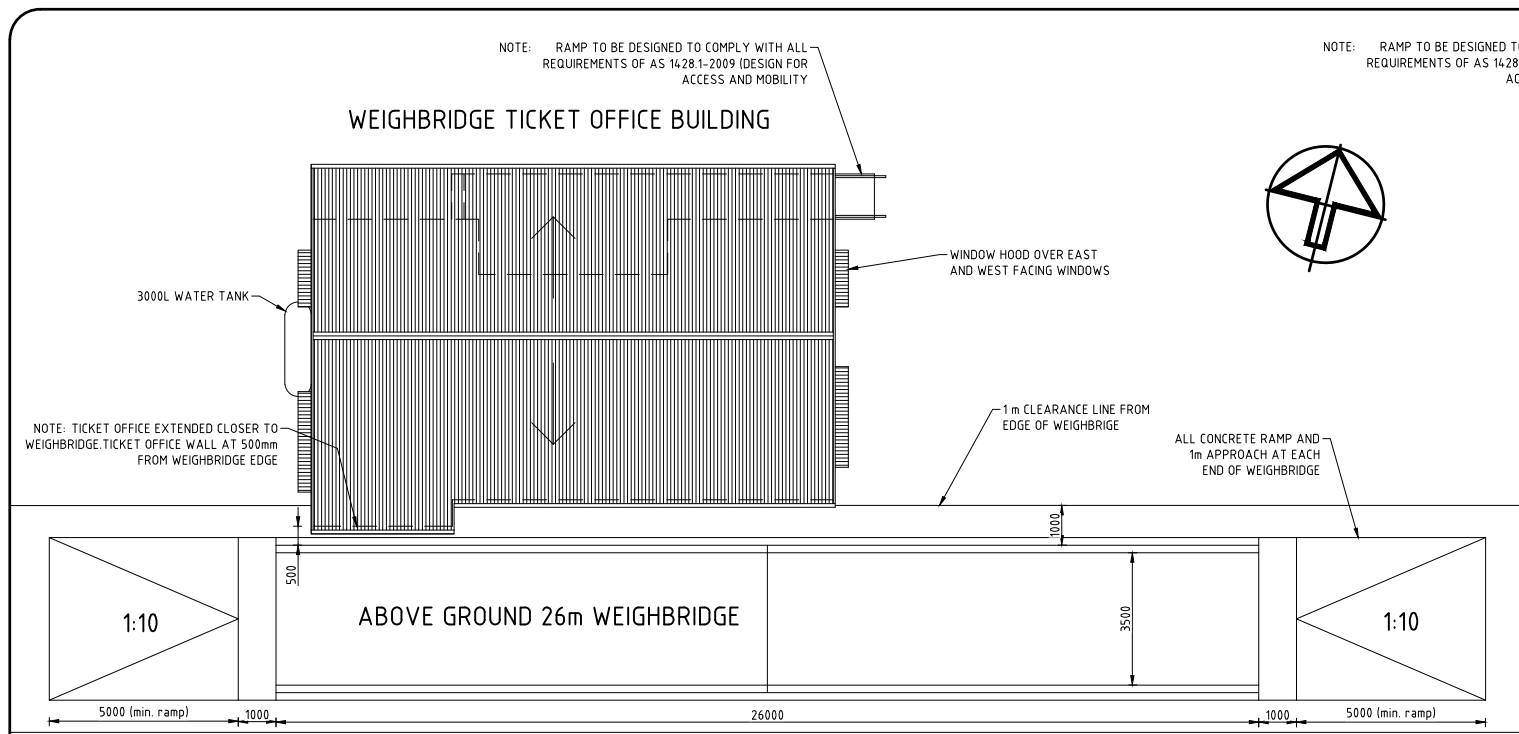 NOTE: RAMP TO BE DESIGNED TO COMPLY WITH ALL
REQUIREMENTS OF AS 1428.1-2009 (DESIGN FOR
ACCESS AND MOBILITY
NOTE: RAMP TO BE DESIGNED TO
REQUIREMENTS OF AS 1428
WEIGHBRIDGE TICKET OFFICE BUILDING
WINDOW HOOD OVER EAST
AND WEST FACING WINDOWS
3000L WATER TANK
NOTE: TICKET OFFICE EXTENDED CLOSER TO
WEIGHBRIDGE.TICKET OFFICE WALL AT 500mm
FROM WEIGHBRIDGE EDGE
1 m CLEARANCE LINE FROM
EDGE OF WEIGHBRIGE
ALL CONCRETE RAMP AND
1m APPROACH AT EACH
END OF WEIGHBRIDGE
1000
500
1:10
ABOVE GROUND 26m WEIGHBRIDGE
3500
1:10
5000 (min. ramp)
1000
26000
1000
5000 (min. ramp)